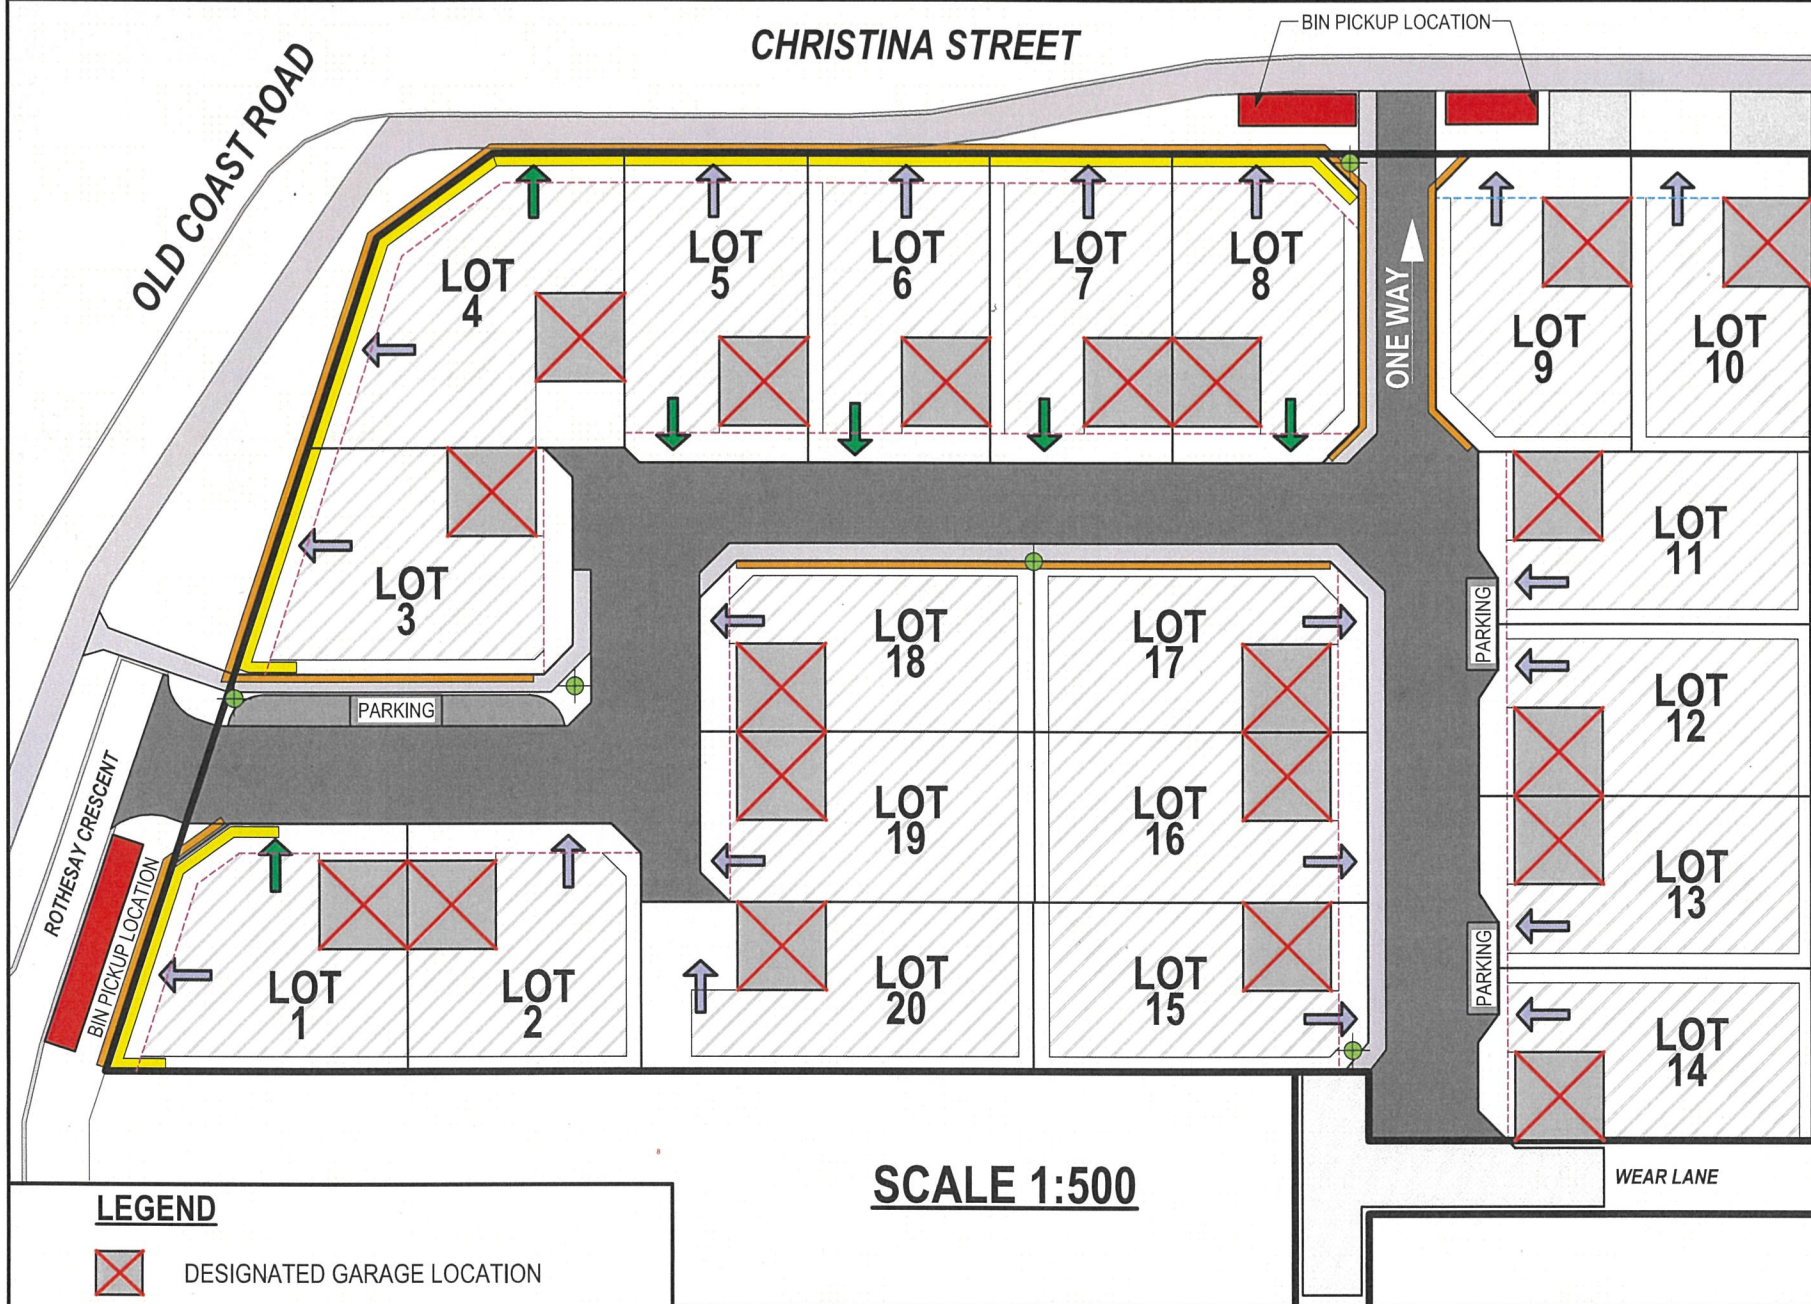 BIN PICKUP LOCATION
CHRISTINA STREET
OLD COAST ROAD
LOT
4
LOT
5
LOT
6
LOT
7
LOT
8
ONE WAY
LOT
9
LOT
10
LOT
3
LOT
11
PARKING
LOT
18
LOT
17
LOT
12
PARKING
ROTHESAY CRESCENT
LOT
19
LOT
16
LOT
13
BIN PICKUP LOCATION
LOT
1
LOT
2
LOT
20
LOT
15
PARKING
LOT
14
SCALE 1:500
WEAR LANE
LEGEND
DESIGNATED GARAGE LOCATION